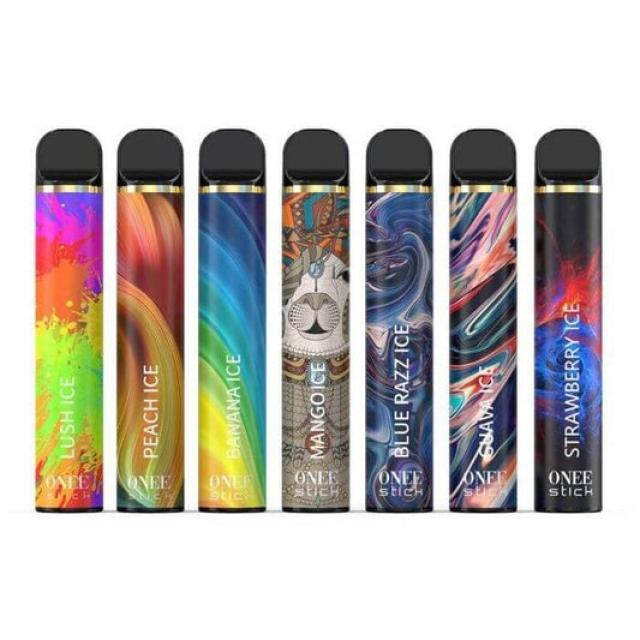 LUSH ICE
ONEE
stick
PEACH ICE
ONEE
stick
BANANA ICE
ONEE
stick
MANGO ICE
ONEE
stick
BLUE RAZZ ICE
ONEE
stick
GUAVA ICE
ONEE
stick
STRAWBERRY ICE
ONEE
stick